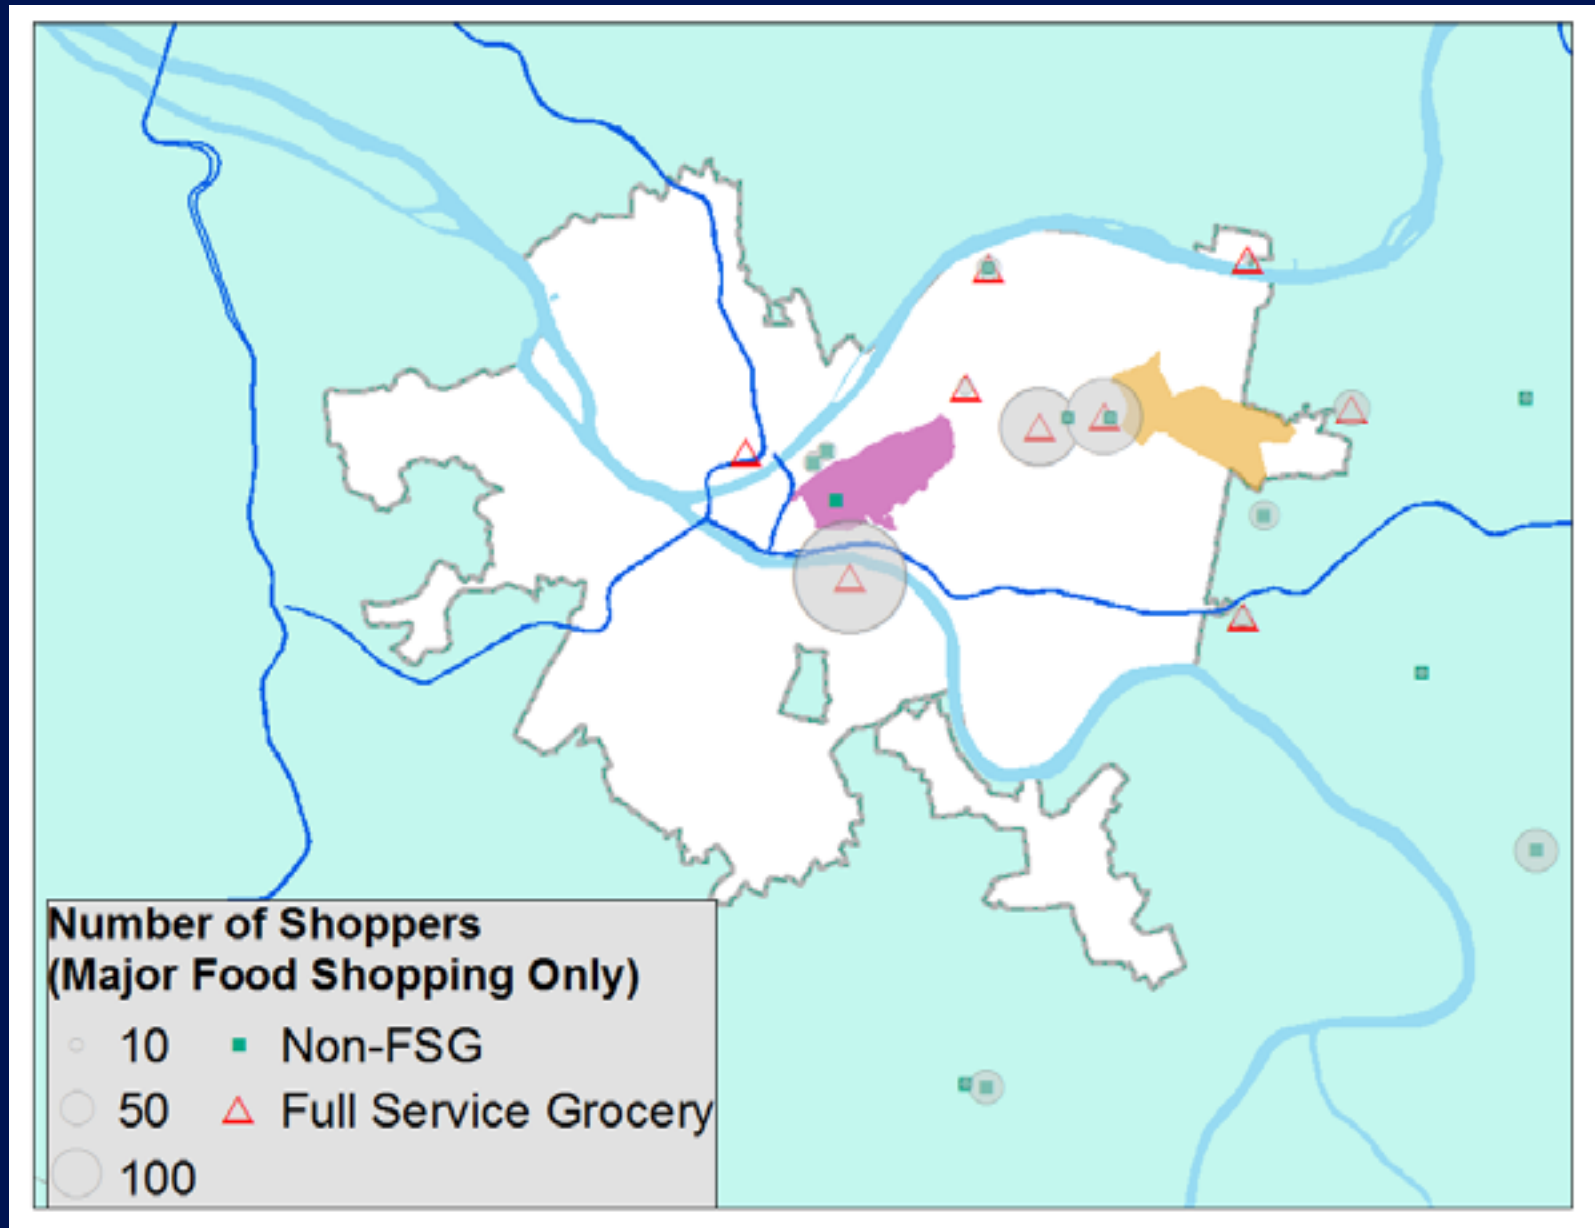 Number of Shoppers
(Major Food Shopping Only)
10 Non-FSG
50 Full Service Grocery
100